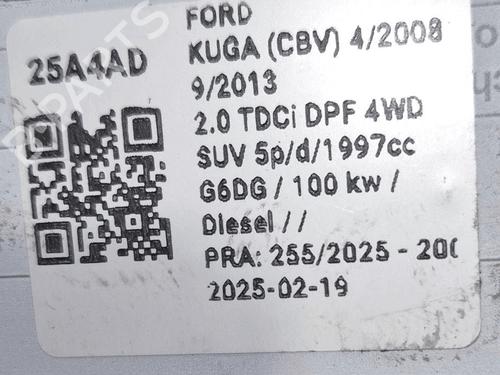 FORD
25A4AD
KUGA (CBV) 4/2008
9/2013
2.0 TDCi DPF 4WD
SUV 5p/d/1997cc
G6DG / 100 kw /
Diesel / /
PRA: 255/2025 - 200
2025-02-19